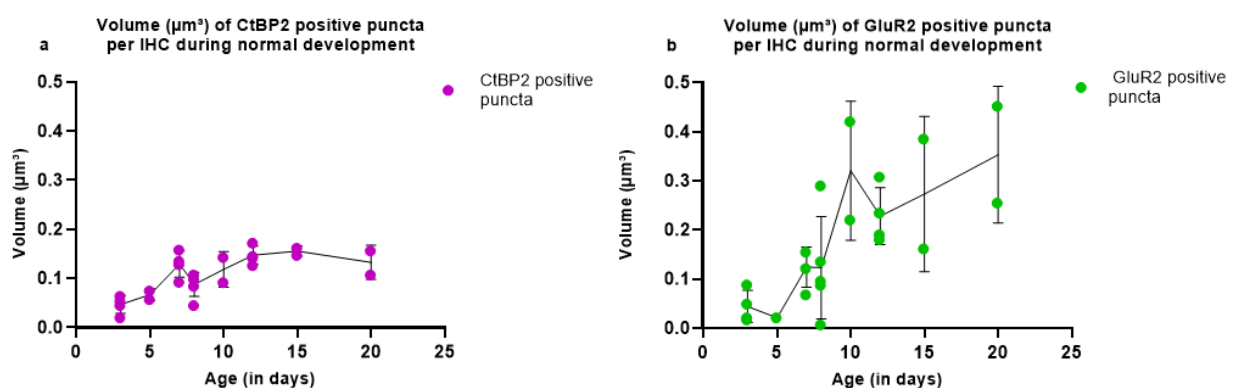 Volume (µm³) of CtBP2 positive puncta
a
per IHC during normal development
0.5
0.4
0.3
0.2
0.1
0.0
Volume (µm³)
0
5
10
15
20
25
Age (in days)
CtBP2 positive
puncta
Volume (µm³) of GluR2 positive puncta
b
per IHC during normal development
0.5
0.4
0.3
0.2
0.1
0.0
Volume (µm³)
0
5
10
15
20
25
Age (in days)
GluR2 positive
puncta